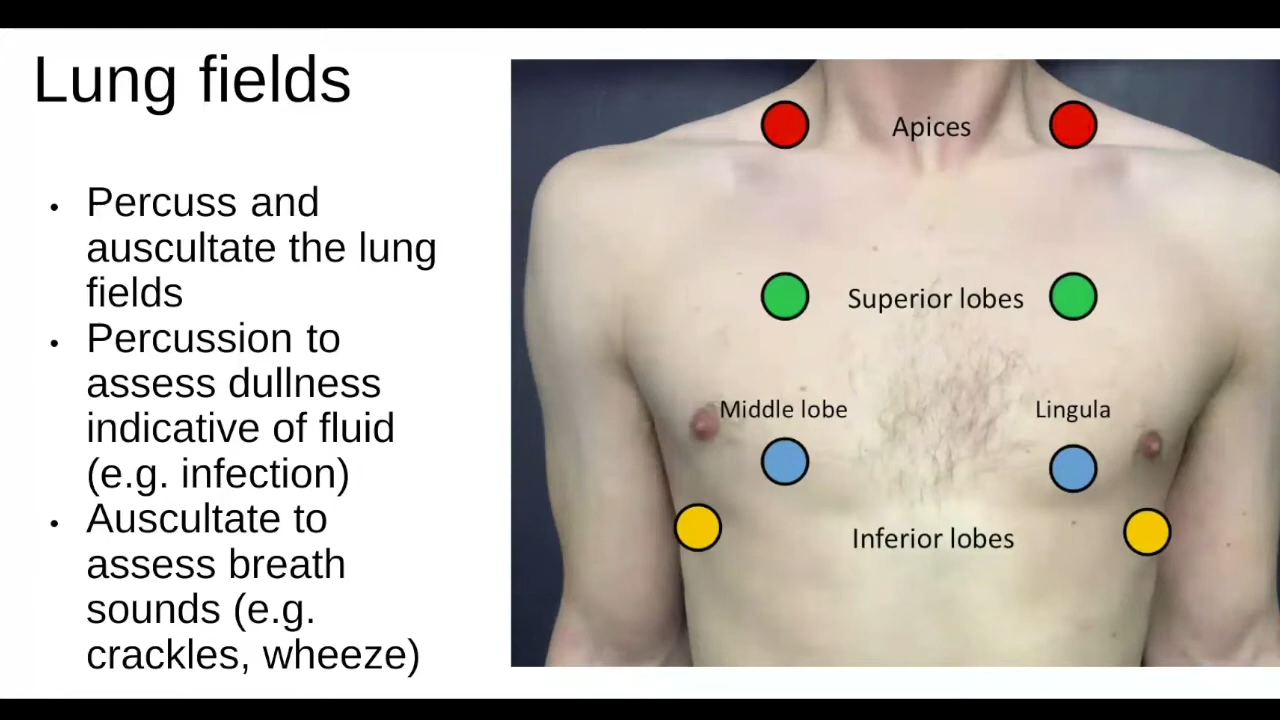 Lung fields
• Percuss and
auscultate the lung
fields
• Percussion to
assess dullness
indicative of fluid
(e.g. infection)
• Auscultate to
assess breath
sounds (e.g.
crackles, wheeze)
Apices
Superior lobes
Middle lobe
Lingula
Inferior lobes